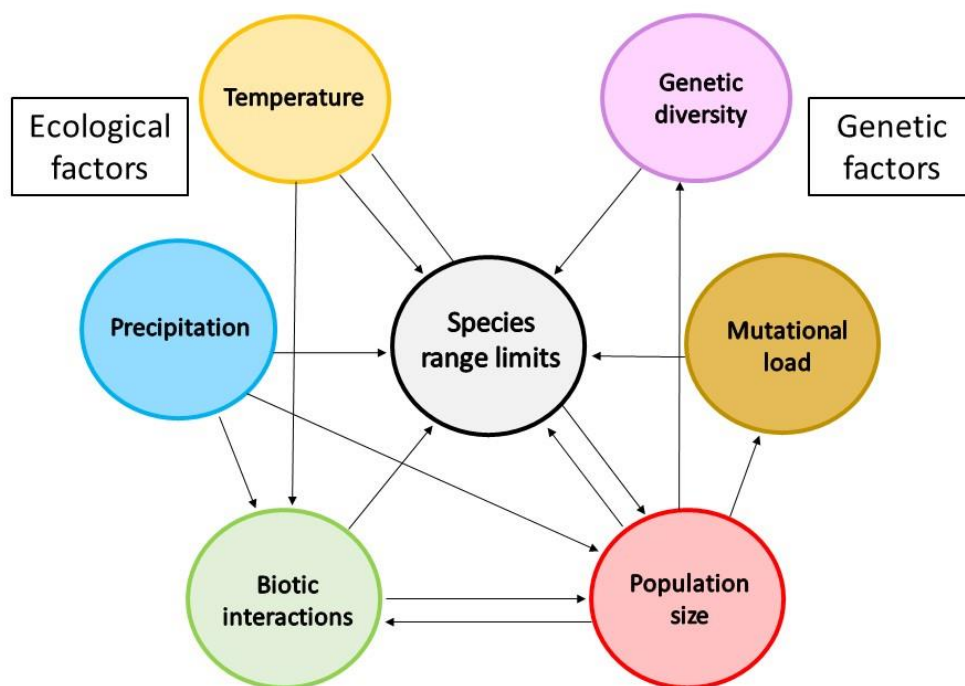 Temperature
Genetic
diversity
Ecological
factors
Genetic
factors
Precipitation
Species
range limits
Mutational
load
Biotic
interactions
Population
size